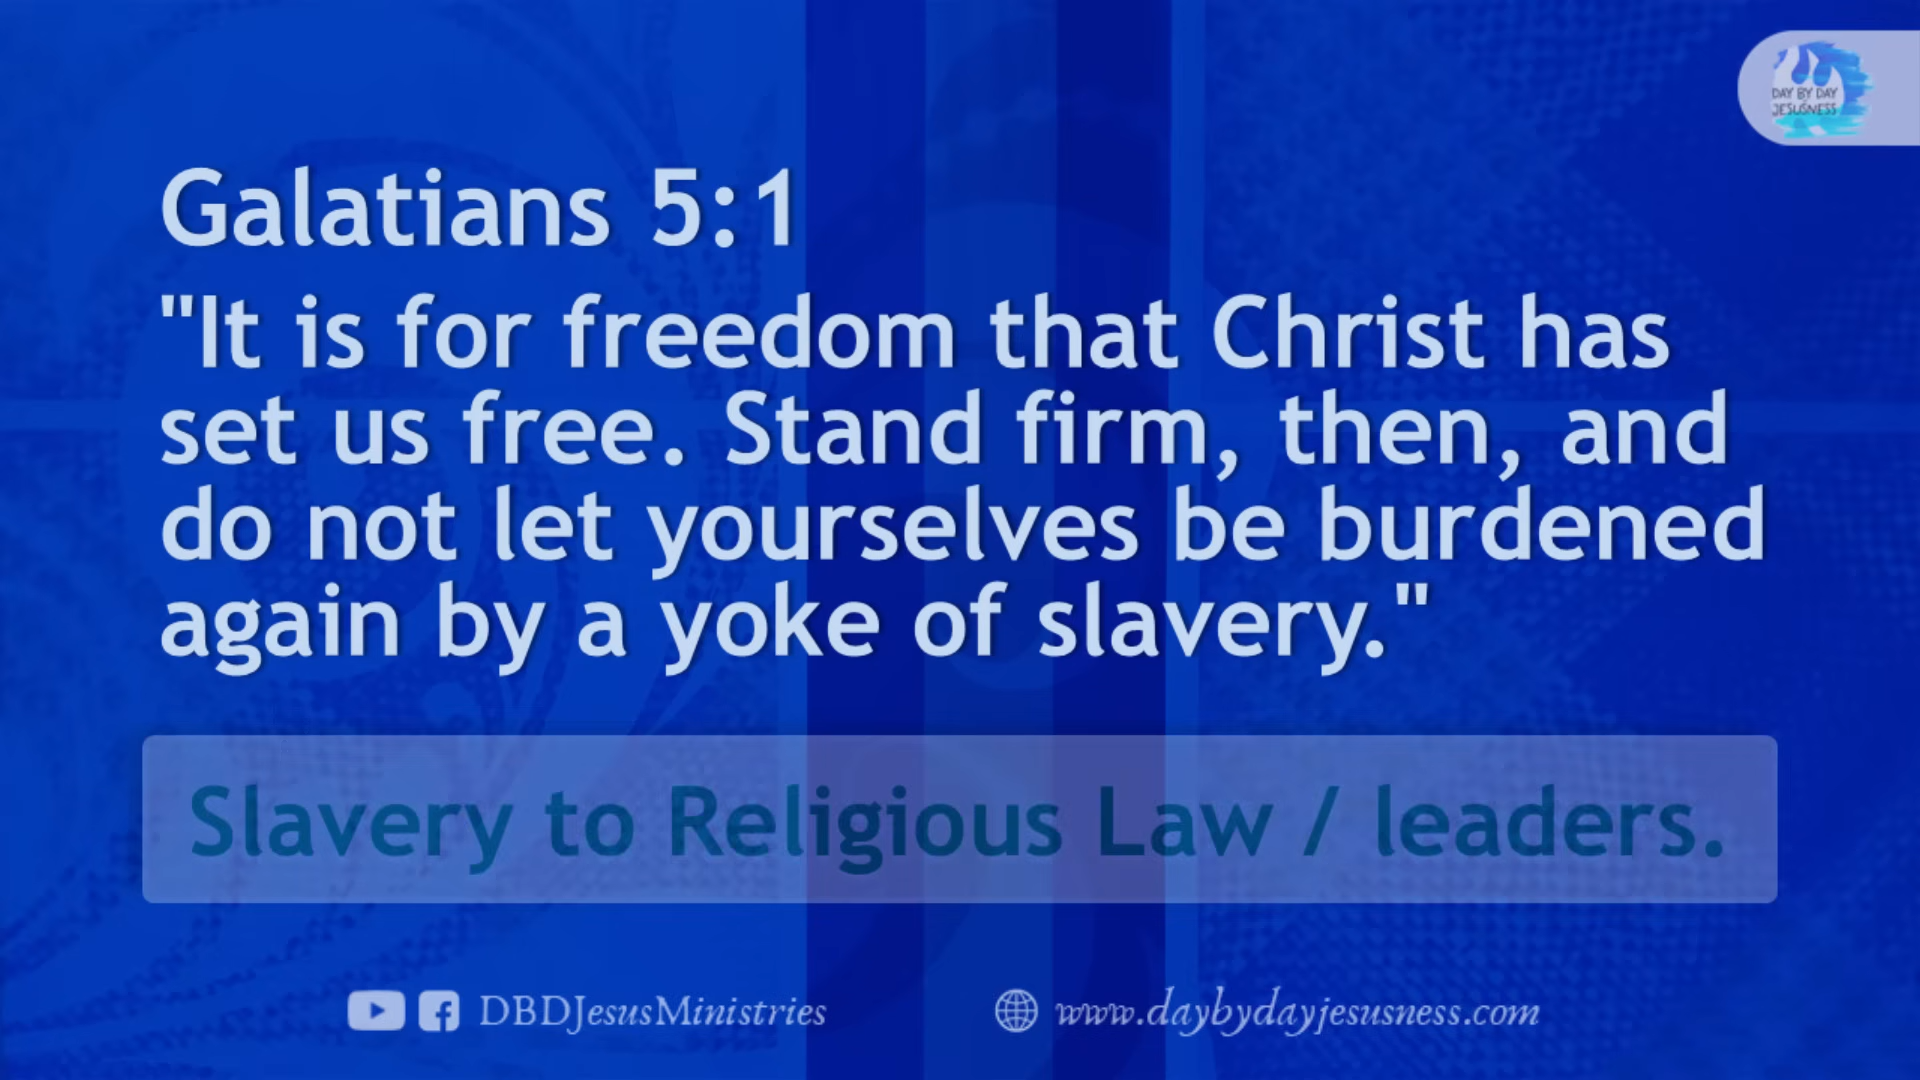 DAY BY DAY
JESUSNESS
Galatians 5:1
"It is for freedom that Christ has
set us free. Stand firm, then, and
do not let yourselves be burdened
again by a yoke of slavery."
Slavery to Religious Law / leaders.
DBDJesusMinistries
www.daybydayjesusness.com